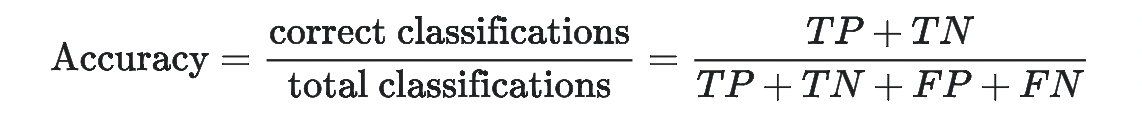 Accuracy = correct classifications / total classifications = TP + TN / TP + TN + FP + FN